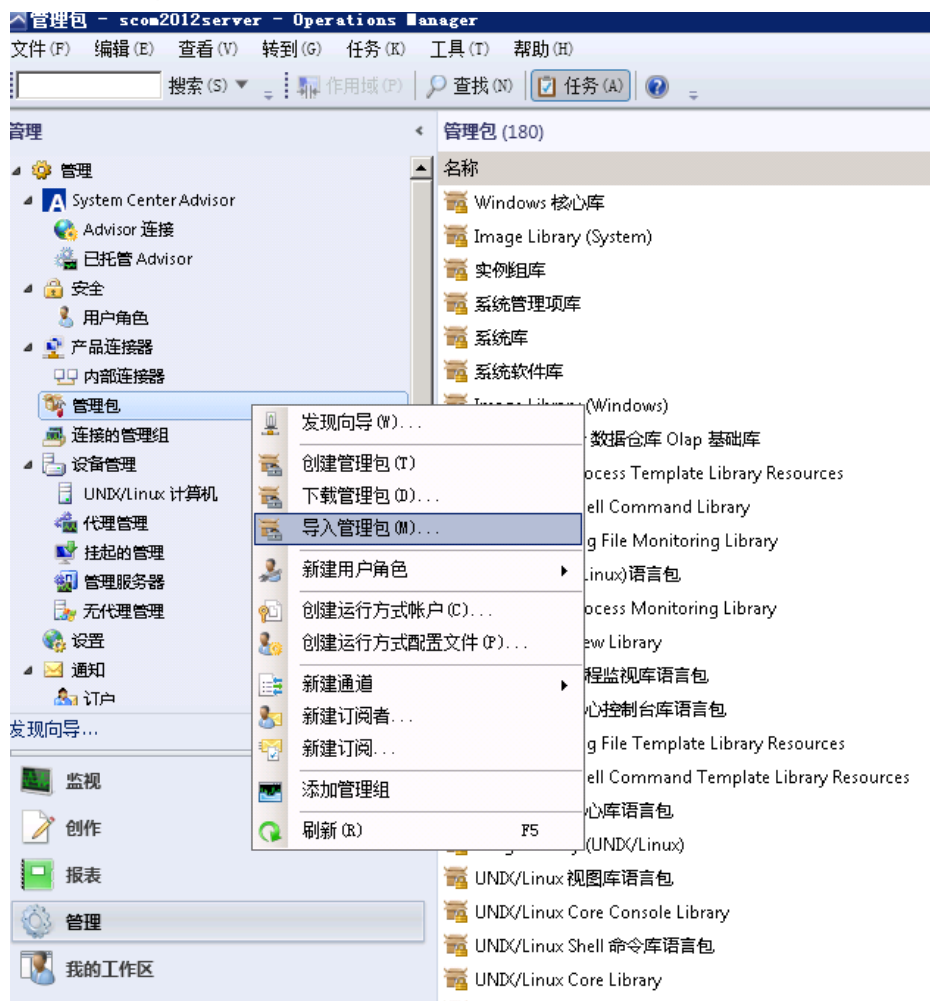 管理包 - scom2012server - Operations Manager
文件(F) 编辑(E) 查看(V) 转到(G) 任务(K) 工具(T) 帮助(H)
搜索(S) 作用域(P) 查找(N) 任务(A)
管理
管理
System Center Advisor
Advisor 连接
已托管 Advisor
安全
用户角色
产品连接器
内部连接器
管理包
连接的管理组
设备管理
UNIX/Linux 计算机
代理管理
挂起的管理
管理服务器
无代理管理
设置
通知
订户
发现向导...
监视
创作
报表
管理
我的工作区
发现向导(W)...
创建管理包(T)
下载管理包(D)...
导入管理包(M)...
新建用户角色
创建运行方式帐户(C)...
创建运行方式配置文件(P)...
新建通道
新建订阅者...
新建订阅...
添加管理组
刷新(R) F5
管理包 (180)
名称
Windows 核心库
Image Library (System)
实例组库
系统管理项库
系统库
系统软件库
Image Library (Windows)
数据仓库 Olap 基础库
ocess Template Library Resources
ell Command Library
g File Monitoring Library
inux)语言包
ocess Monitoring Library
ew Library
程监视库语言包
心控制台库语言包
g File Template Library Resources
ell Command Template Library Resources
心库语言包
(UNIX/Linux)
UNIX/Linux 视图库语言包
UNIX/Linux Core Console Library
UNIX/Linux Shell 命令库语言包
UNIX/Linux Core Library